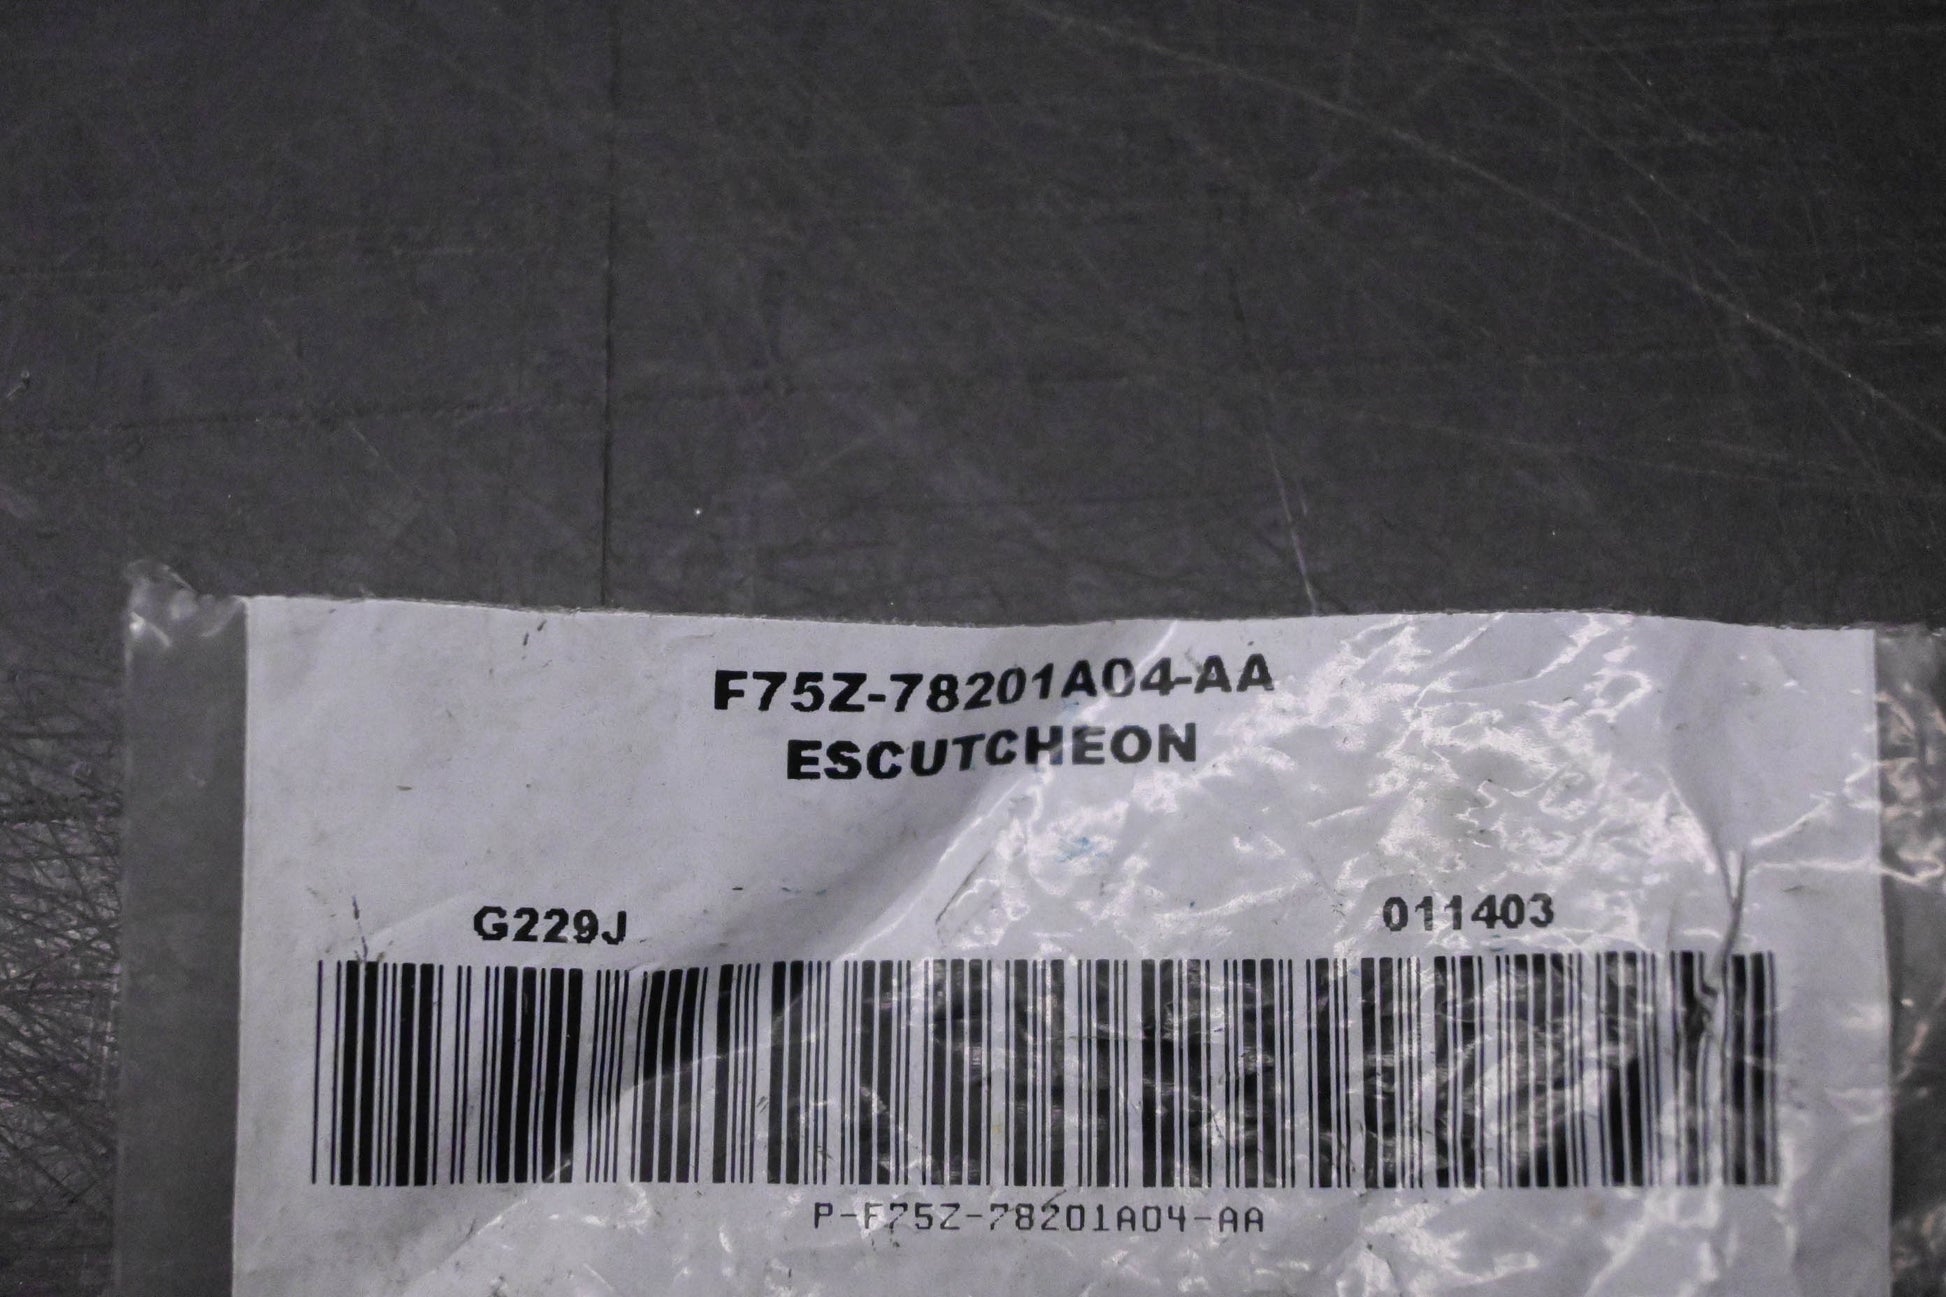 F75Z-78201A04-AA
ESCUTCHEON
G229J 011403
P-F75Z-78201A04-AA